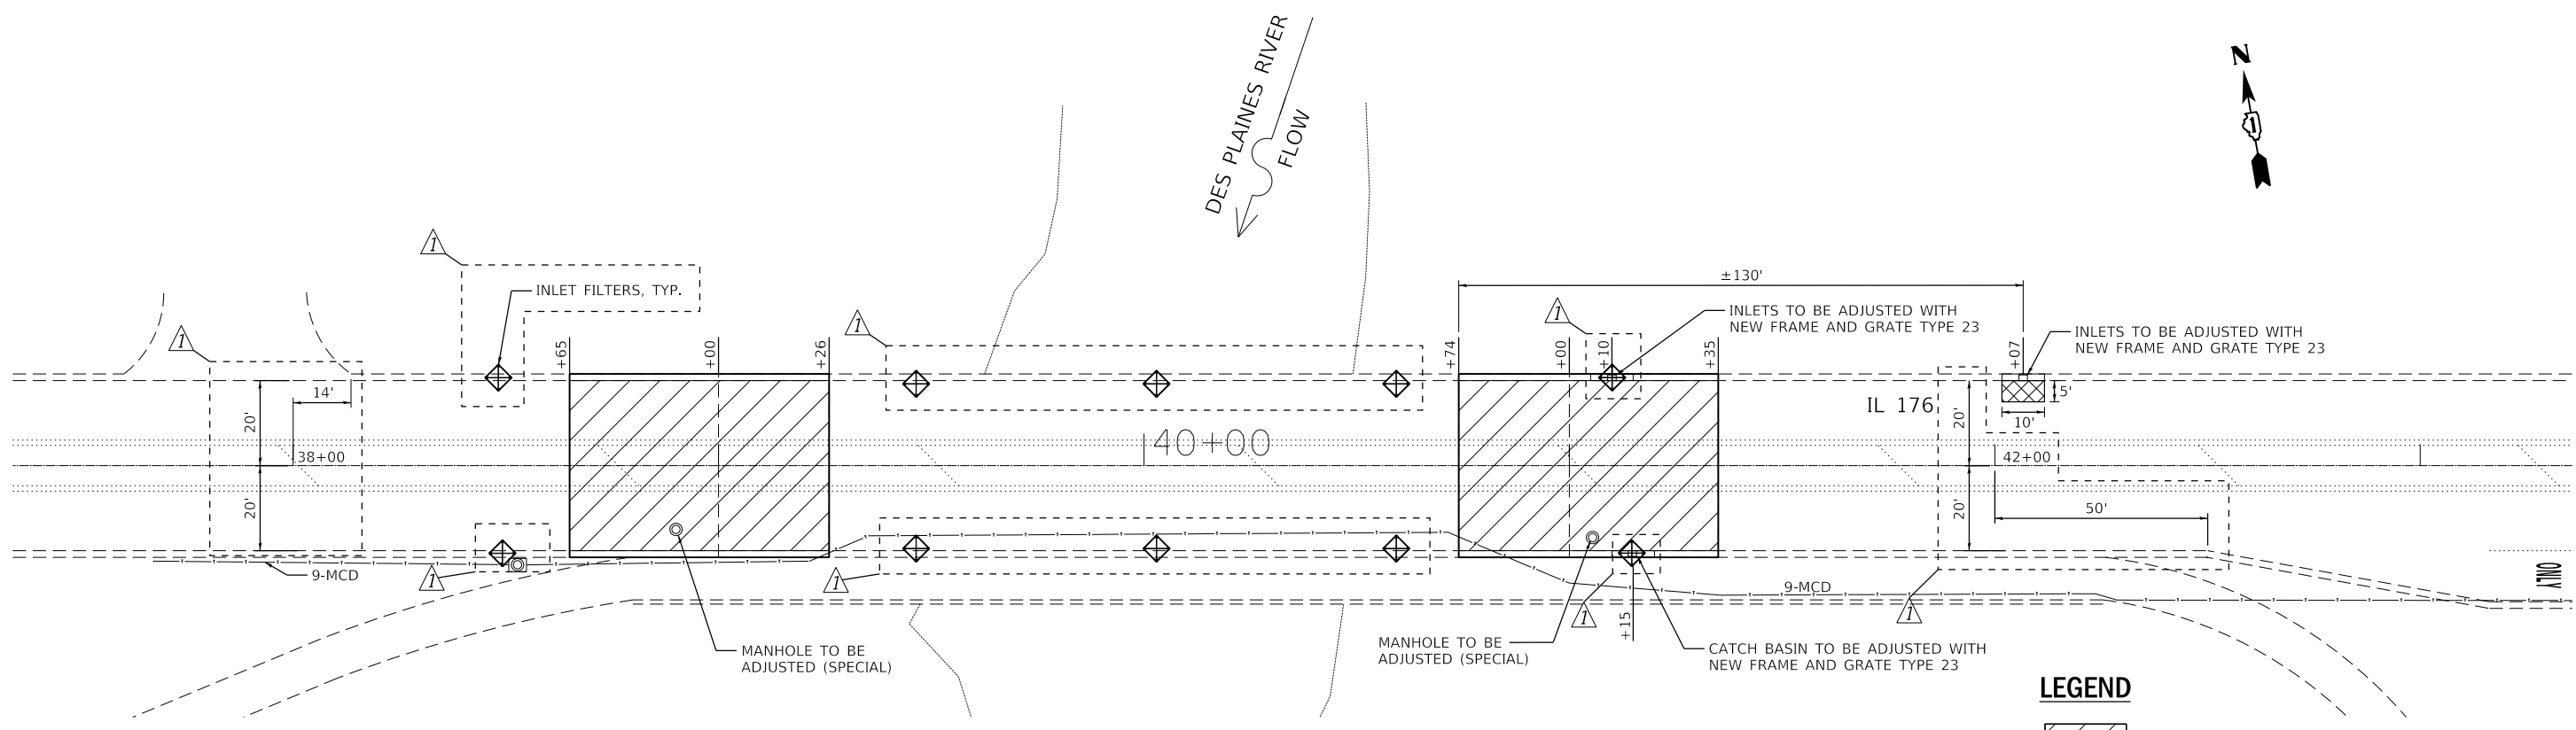 DES PLAINES RIVER
FLOW
N
1
1
INLET FILTERS, TYP.
±130'
1
1
INLETS TO BE ADJUSTED WITH
NEW FRAME AND GRATE TYPE 23
1
INLETS TO BE ADJUSTED WITH
NEW FRAME AND GRATE TYPE 23
+65
+00
+26
+74
+00
+10
+35
+07
14'
20'
5'
10'
IL 176
20'
38+00
40+00
42+00
20'
20'
50'
9-MCD
1
1
9-MCD
1
1
+15
ONLY
MANHOLE TO BE
ADJUSTED (SPECIAL)
MANHOLE TO BE
ADJUSTED (SPECIAL)
CATCH BASIN TO BE ADJUSTED WITH
NEW FRAME AND GRATE TYPE 23
LEGEND